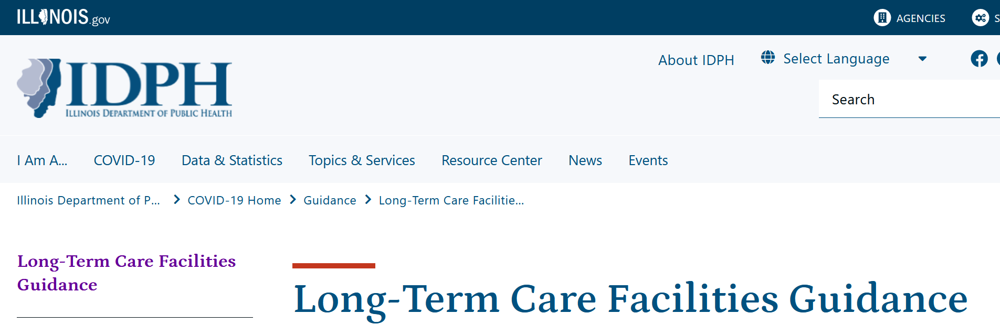 ILLINOIS.gov
AGENCIES
S
About IDPH
Select Language
IDPH
ILLINOIS DEPARTMENT OF PUBLIC HEALTH
Search
I Am A... COVID-19 Data & Statistics Topics & Services Resource Center News Events
Illinois Department of P... COVID-19 Home Guidance Long-Term Care Facilitie...
Long-Term Care Facilities
Guidance
Long-Term Care Facilities Guidance